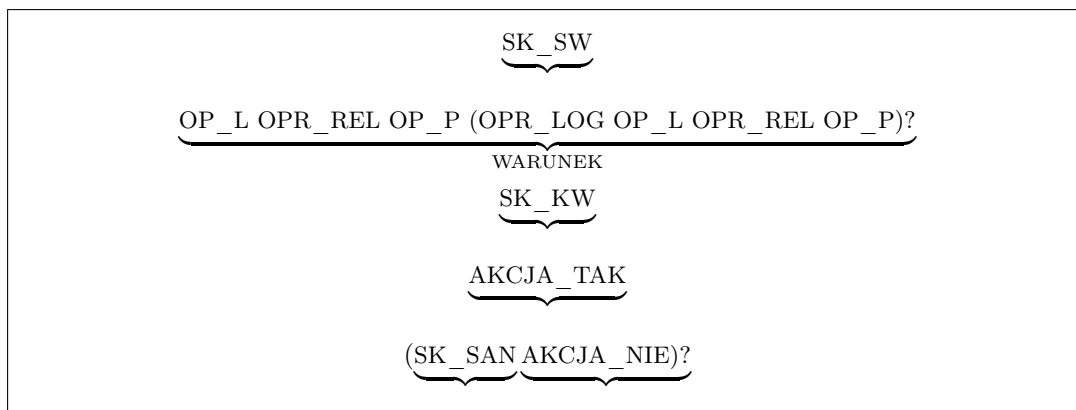 SK_SW
OP_L OPR_REL OP_P (OPR_LOG OP_L OPR_REL OP_P)?
WARUNEK
SK_KW
AKCJA_TAK
(SK_SAN AKCJA_NIE)?